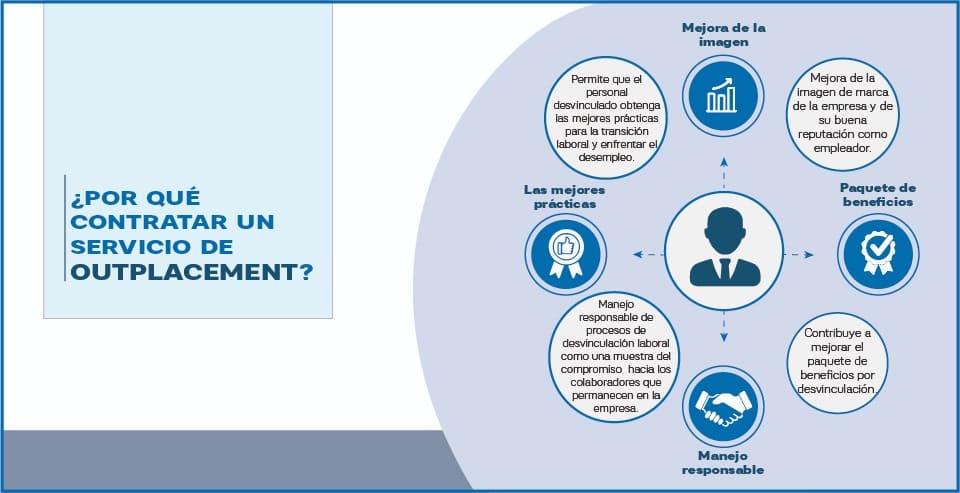 ¿POR QUÉ
CONTRATAR UN
SERVICIO DE
OUTPLACEMENT?
Mejora de la
imagen
Permite que el
personal
desvinculado obtenga
las mejores prácticas
para la transición
laboral y enfrentar el
desempleo.
Mejora de la
imagen de marca
de la empresa y de
su buena
reputación como
empleador.
Las mejores
prácticas
Paquete de
beneficios
Manejo
responsable de
procesos de
desvinculación laboral
como una muestra del
compromiso hacia los
colaboradores que
permanecen en la
empresa.
Contribuye a
mejorar el
paquete de
beneficios por
desvinculación.
Manejo
responsable